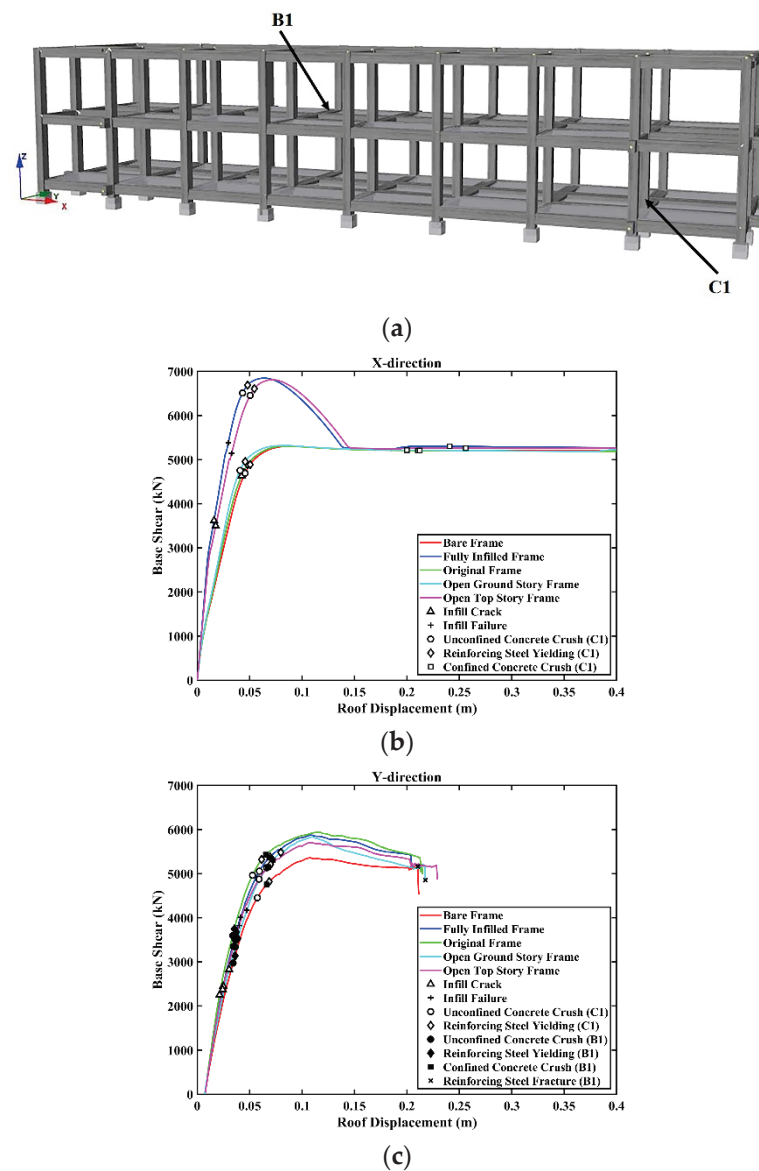 B1
Z
Y
X
C1
(a)
X-direction
7000
6000
5000
4000
3000
2000
1000
0
Base Shear (kN)
Bare Frame
Fully Infilled Frame
Original Frame
Open Ground Story Frame
Open Top Story Frame
Infill Crack
Infill Failure
Unconfined Concrete Crush (C1)
Reinforcing Steel Yielding (C1)
Confined Concrete Crush (C1)
0 0.05 0.1 0.15 0.2 0.25 0.3 0.35 0.4
Roof Displacement (m)
(b)
Y-direction
7000
6000
5000
4000
3000
2000
1000
0
Base Shear (kN)
Bare Frame
Fully Infilled Frame
Original Frame
Open Ground Story Frame
Open Top Story Frame
Infill Crack
Infill Failure
Unconfined Concrete Crush (C1)
Reinforcing Steel Yielding (C1)
Unconfined Concrete Crush (B1)
Reinforcing Steel Yielding (B1)
Confined Concrete Crush (B1)
Reinforcing Steel Fracture (B1)
0 0.05 0.1 0.15 0.2 0.25 0.3 0.35 0.4
Roof Displacement (m)
(c)